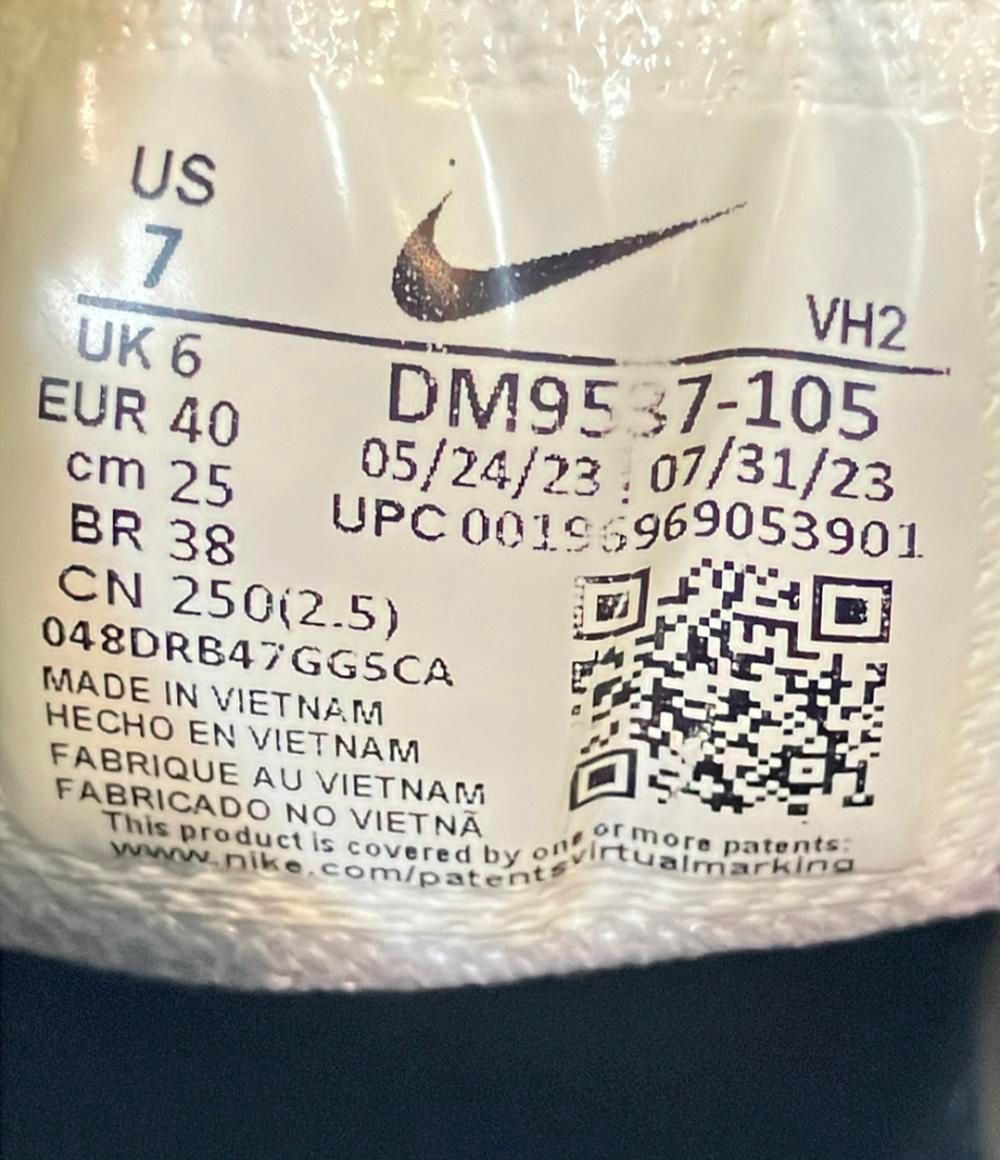 US
7
VH2
UK 6
EUR 40
cm 25
BR 38
CN 250(2.5)
DM9537-105
05/24/23 07/31/23
UPC 00196969053901
048DRB47GG5CA
MADE IN VIETNAM
HECHO EN VIETNAM
FABRIQUE AU VIETNAM
FABRICADO NO VIETNÃ
This product is covered by one or more patents:
www.nike.com/patentsvirtualmarking